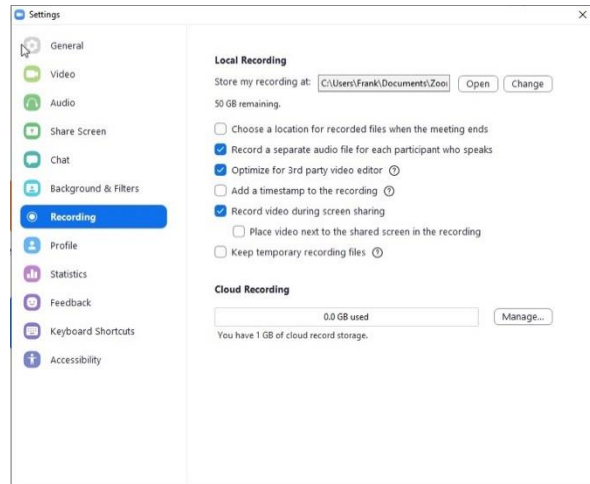 Settings
General
Video
Audio
Share Screen
Chat
Background & Filters
Recording
Profile
Statistics
Feedback
Keyboard Shortcuts
Accessibility
Local Recording
Store my recording at: C:\Users\Frank\Documents\Zoo Open Change
50 GB remaining.
Choose a location for recorded files when the meeting ends
Record a separate audio file for each participant who speaks
Optimize for 3rd party video editor ?
Add a timestamp to the recording ?
Record video during screen sharing
Place video next to the shared screen in the recording
Keep temporary recording files ?
Cloud Recording
0.0 GB used Manage...
You have 1 GB of cloud record storage.